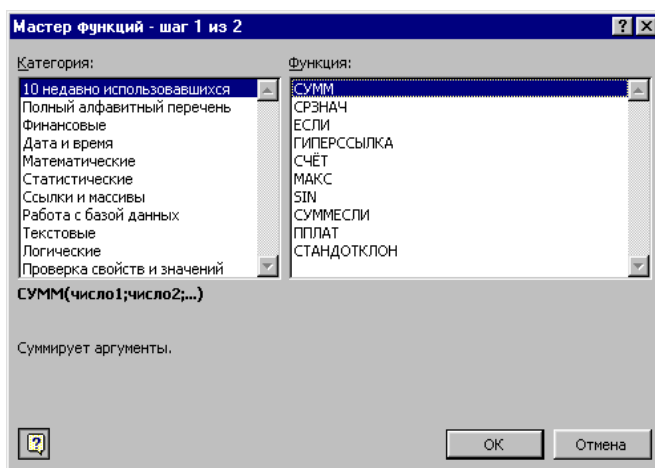 Мастер функций - шаг 1 из 2
Категория:
10 недавно использовавшихся
Полный алфавитный перечень
Финансовые
Дата и время
Математические
Статистические
Ссылки и массивы
Работа с базой данных
Текстовые
Логические
Проверка свойств и значений
Функция:
СУММ
СРЗНАЧ
ЕСЛИ
ГИПЕРССЫЛКА
СЧЁТ
МАКС
SIN
СУММЕСЛИ
ППЛАТ
СТАНДОТКЛОН
СУММ(число1;число2;...)
Суммирует аргументы.
OK
Отмена